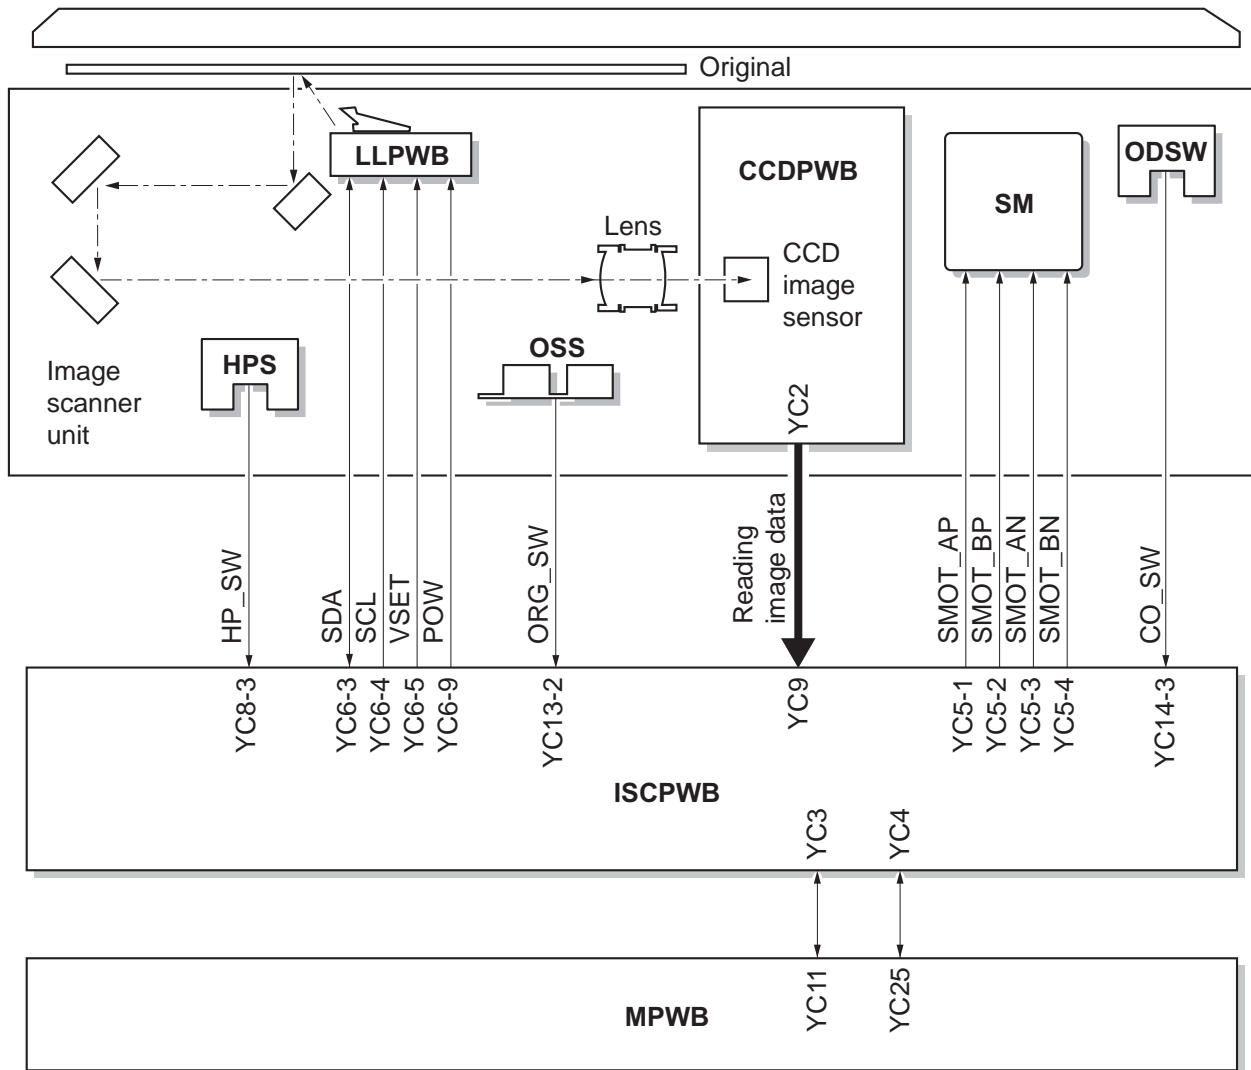 Original
LLPWB
CCDPWB
SM
ODSW
Lens
CCD
image
sensor
HPS
OSS
Image
scanner
unit
YC2
HP_SW
SDA
SCL
VSET
POW
ORG_SW
Reading
image data
SMOT_AP
SMOT_BP
SMOT_AN
SMOT_BN
CO_SW
YC8-3
YC6-3
YC6-4
YC6-5
YC6-9
YC13-2
YC9
YC5-1
YC5-2
YC5-3
YC5-4
YC14-3
ISCPWB
YC3
YC4
YC11
YC25
MPWB